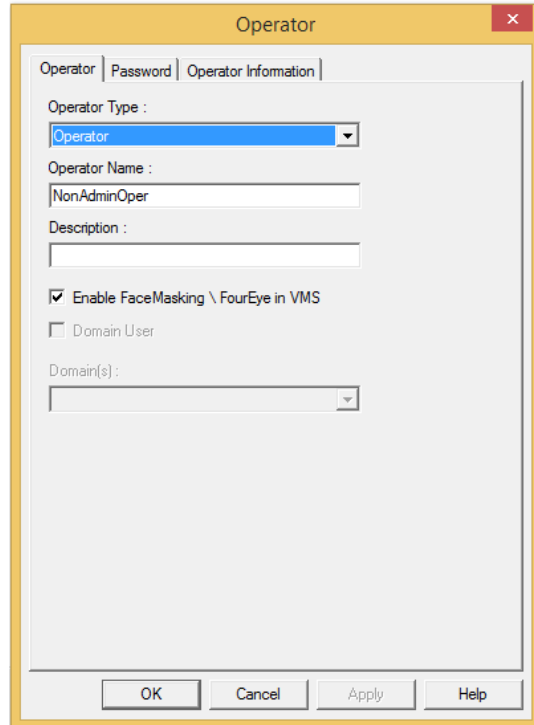 Operator
Operator Password Operator Information
Operator Type :
Operator
Operator Name :
NonAdminOper
Description :
Enable FaceMasking \ FourEye in VMS
Domain User
Domain(s) :
OK Cancel Apply Help